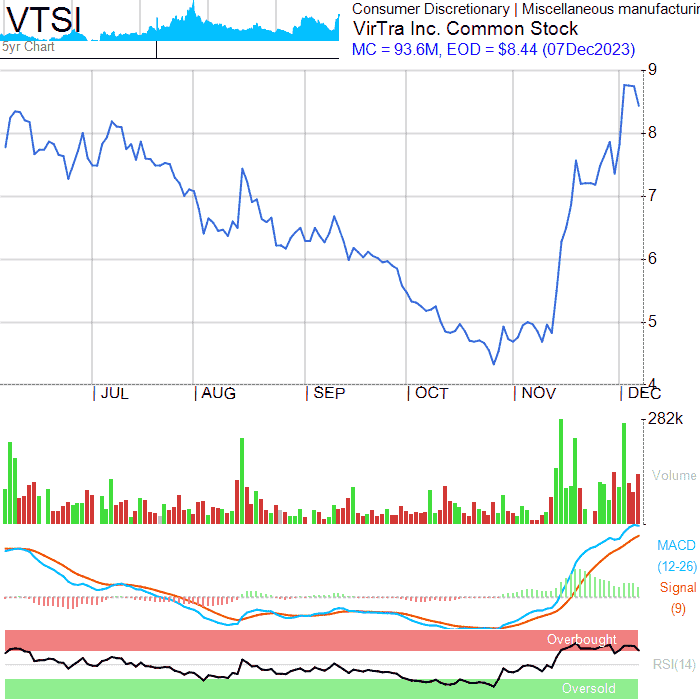 VTSI
5yr Chart
Consumer Discretionary | Miscellaneous manufacturin
VirTra Inc. Common Stock
MC = 93.6M, EOD = $8.44 (07Dec2023)
9
8
7
6
5
4
JUL AUG SEP OCT NOV DEC
282k
Volume
MACD
(12-26)
Signal
(9)
Overbought
RSI(14)
Oversold